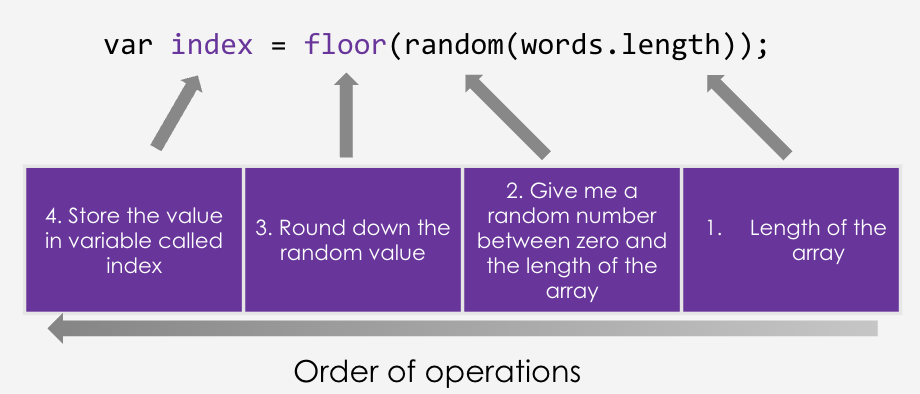 var index = floor(random(words.length));
4. Store the value
in variable called
index
3. Round down the
random value
2. Give me a
random number
between zero and
the length of the
array
1. Length of the
array
Order of operations